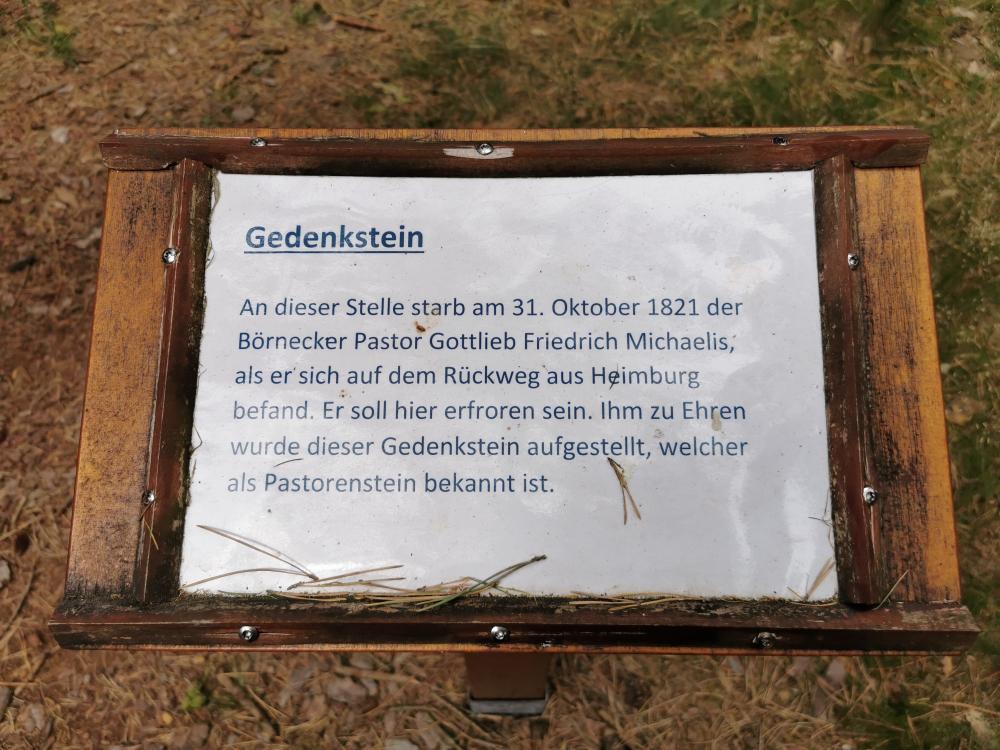 Gedenkstein
An dieser Stelle starb am 31. Oktober 1821 der
Börnecker Pastor Gottlieb Friedrich Michaelis,
als er sich auf dem Rückweg aus Heimburg
befand. Er soll hier erfroren sein. Ihm zu Ehren
wurde dieser Gedenkstein aufgestellt, welcher
als Pastorenstein bekannt ist.